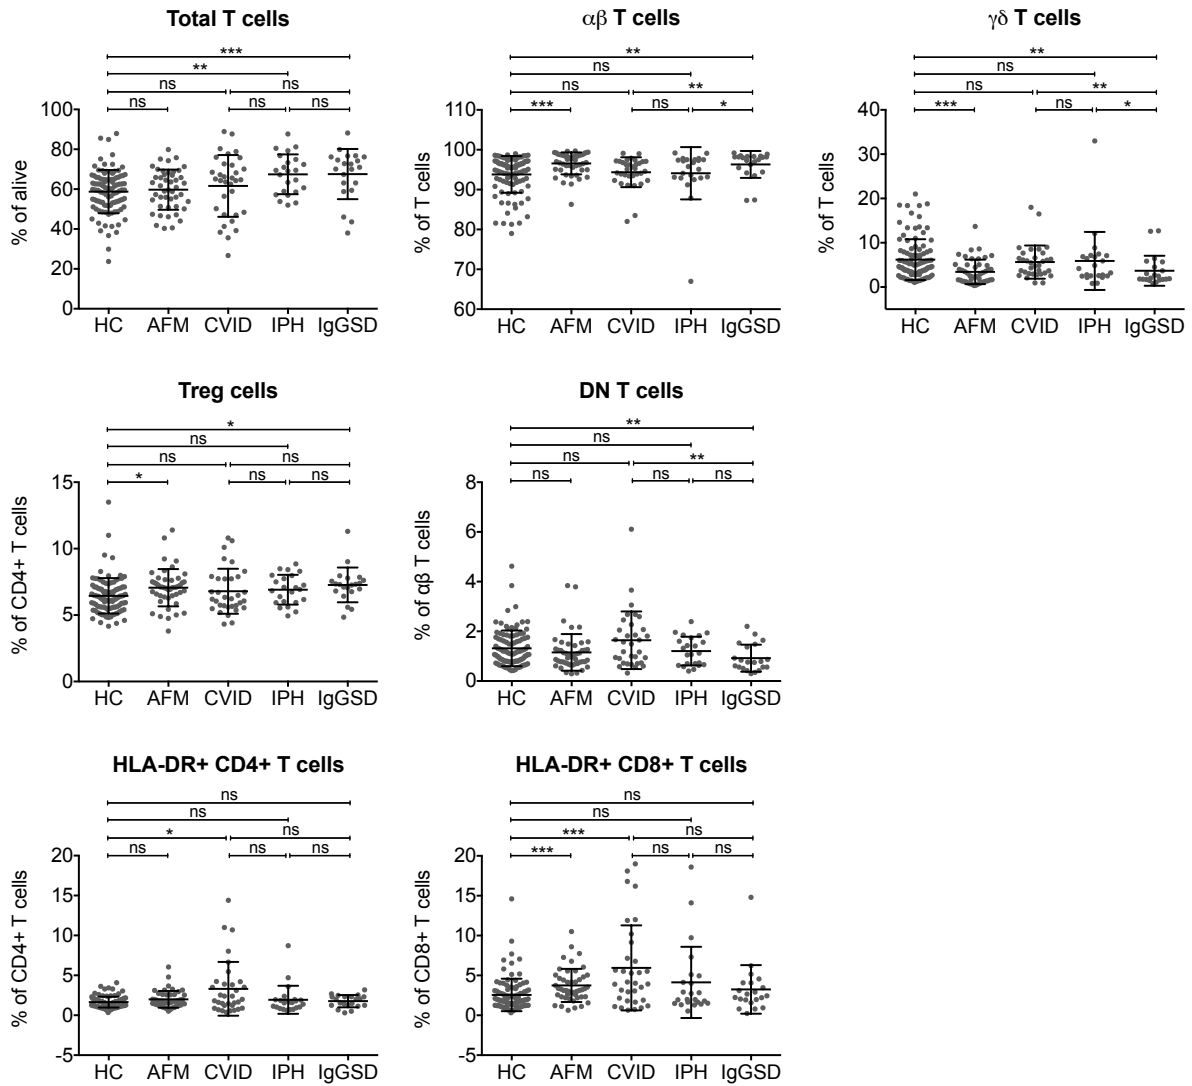 Total T cells
***
**
ns ns
ns ns ns
% of alive
100
80
60
40
20
0
HC AFM CVID IPH IgGSD
αβ T cells
**
ns
ns **
*** ns *
% of T cells
110
100
90
80
70
60
HC AFM CVID IPH IgGSD
γδ T cells
**
ns
ns **
*** ns *
% of T cells
40
30
20
10
0
HC AFM CVID IPH IgGSD
Treg cells
*
ns
ns ns
* ns ns
% of CD4+ T cells
15
10
5
0
HC AFM CVID IPH IgGSD
DN T cells
**
ns
ns **
ns ns ns
% of αβ T cells
8
6
4
2
0
HC AFM CVID IPH IgGSD
HLA-DR+ CD4+ T cells
ns
ns
* ns
ns ns ns
% of CD4+ T cells
20
15
10
5
0
-5
HC AFM CVID IPH IgGSD
HLA-DR+ CD8+ T cells
ns
ns
*** ns
*** ns ns
% of CD8+ T cells
20
15
10
5
0
-5
HC AFM CVID IPH IgGSD